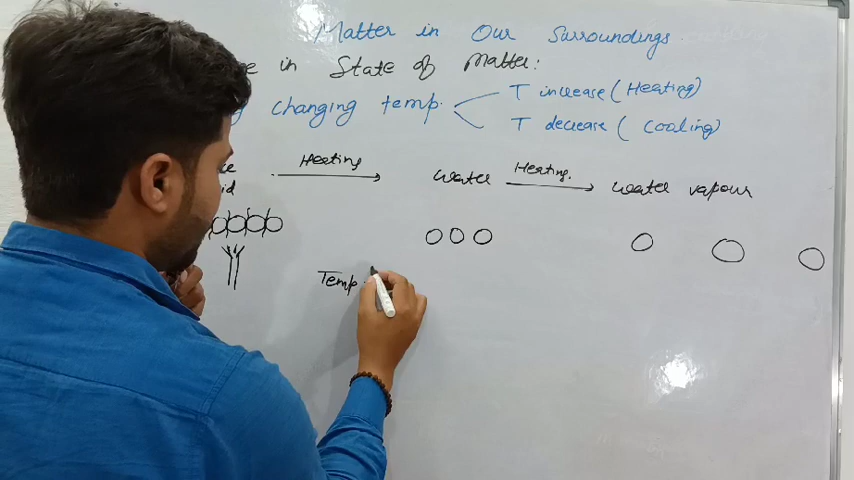 Matter in Our Surroundings.
in State of Matter:
changing temp.
T increase (Heating)
T decrease (Cooling)
Heating
Water
Heating.
water vapour
Temp